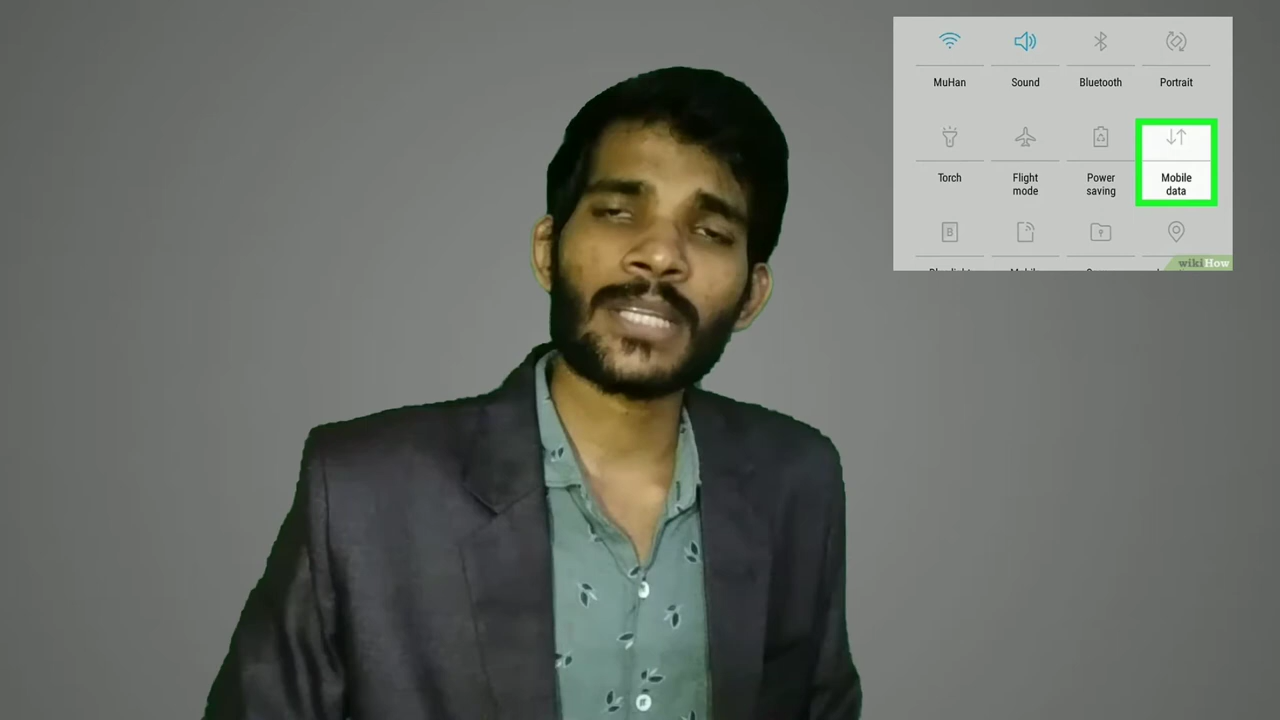 MuHan
Sound
Bluetooth
Portrait
Torch
Flight
mode
Power
saving
Mobile
data
B
wikiHow